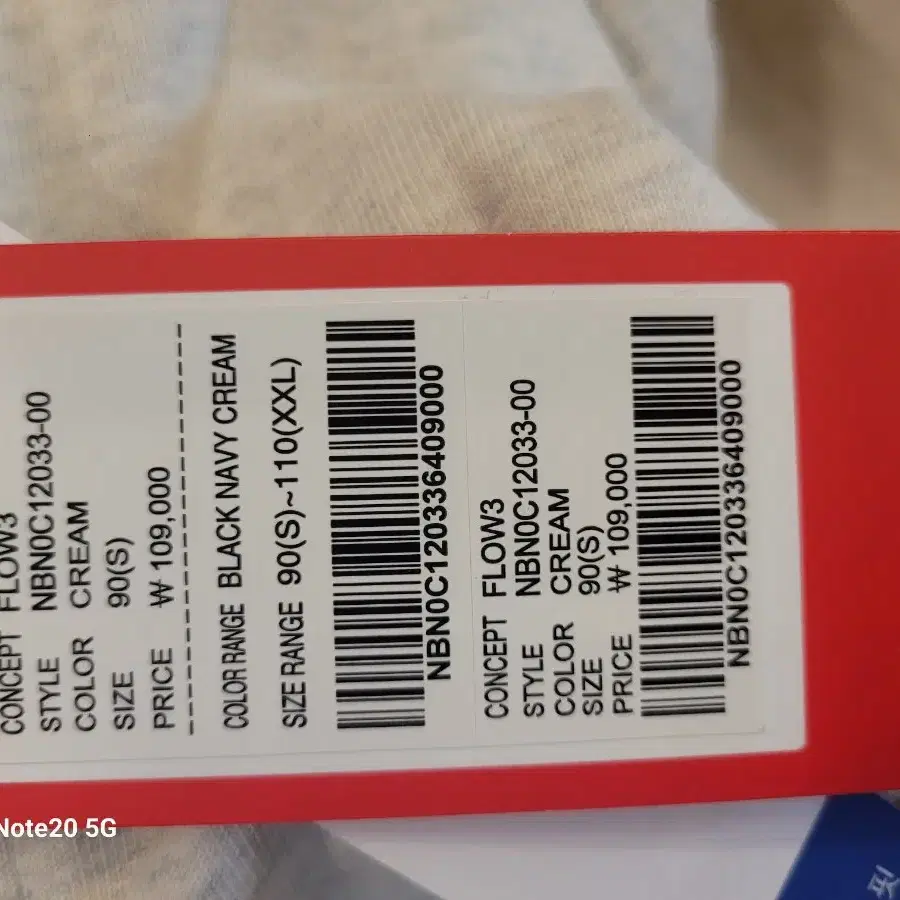 CONCEPT FLOW3
STYLE NBN0C12033-00
COLOR CREAM
SIZE 90(S)
PRICE ₩ 109,000
COLOR RANGE BLACK NAVY CREAM
SIZE RANGE 90(S)~110(XXL)
NBN0C120336409000
CONCEPT FLOW3
STYLE NBN0C12033-00
COLOR CREAM
SIZE 90(S)
PRICE ₩ 109,000
NBN0C120336409000
Note20 5G